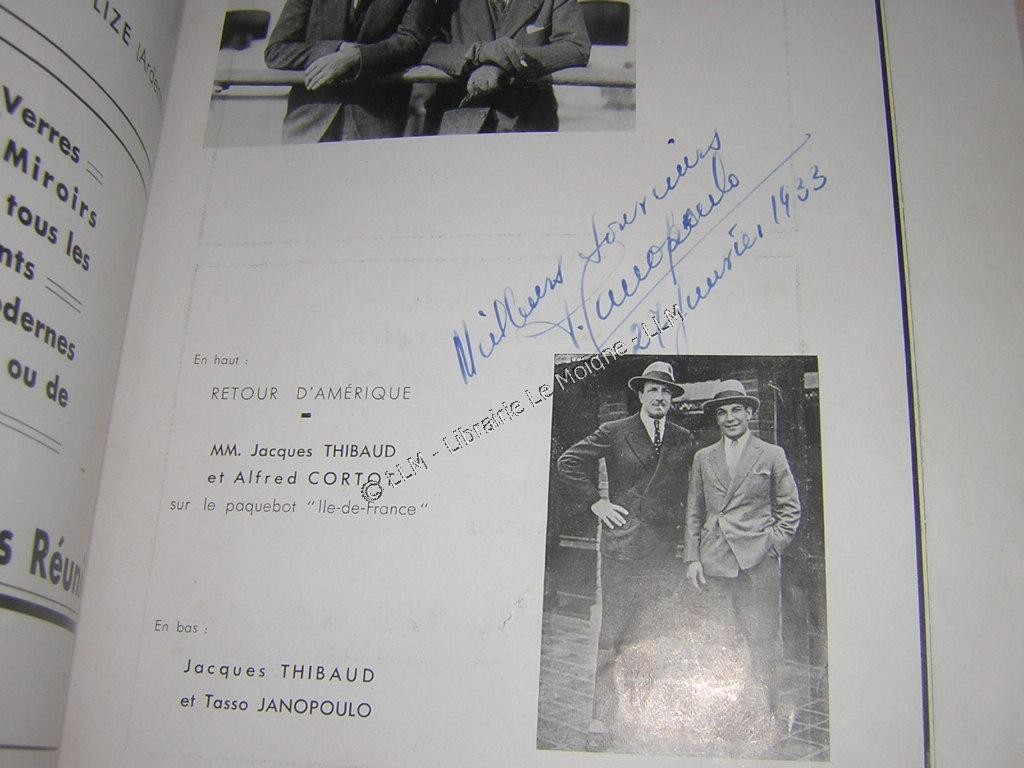 LIZE (Arden
Verres
Miroirs
tous les
nts
dernes
ou de
s Réun
Meilleurs Souvenirs
T. Janopoulo
27 Janvier 1933
En haut :
RETOUR D'AMÉRIQUE
MM. Jacques THIBAUD
et Alfred CORTOT
sur le paquebot "Ile-de-France"
En bas :
Jacques THIBAUD
et Tasso JANOPOULO
© LLM - Librairie Le Moigne - LLM